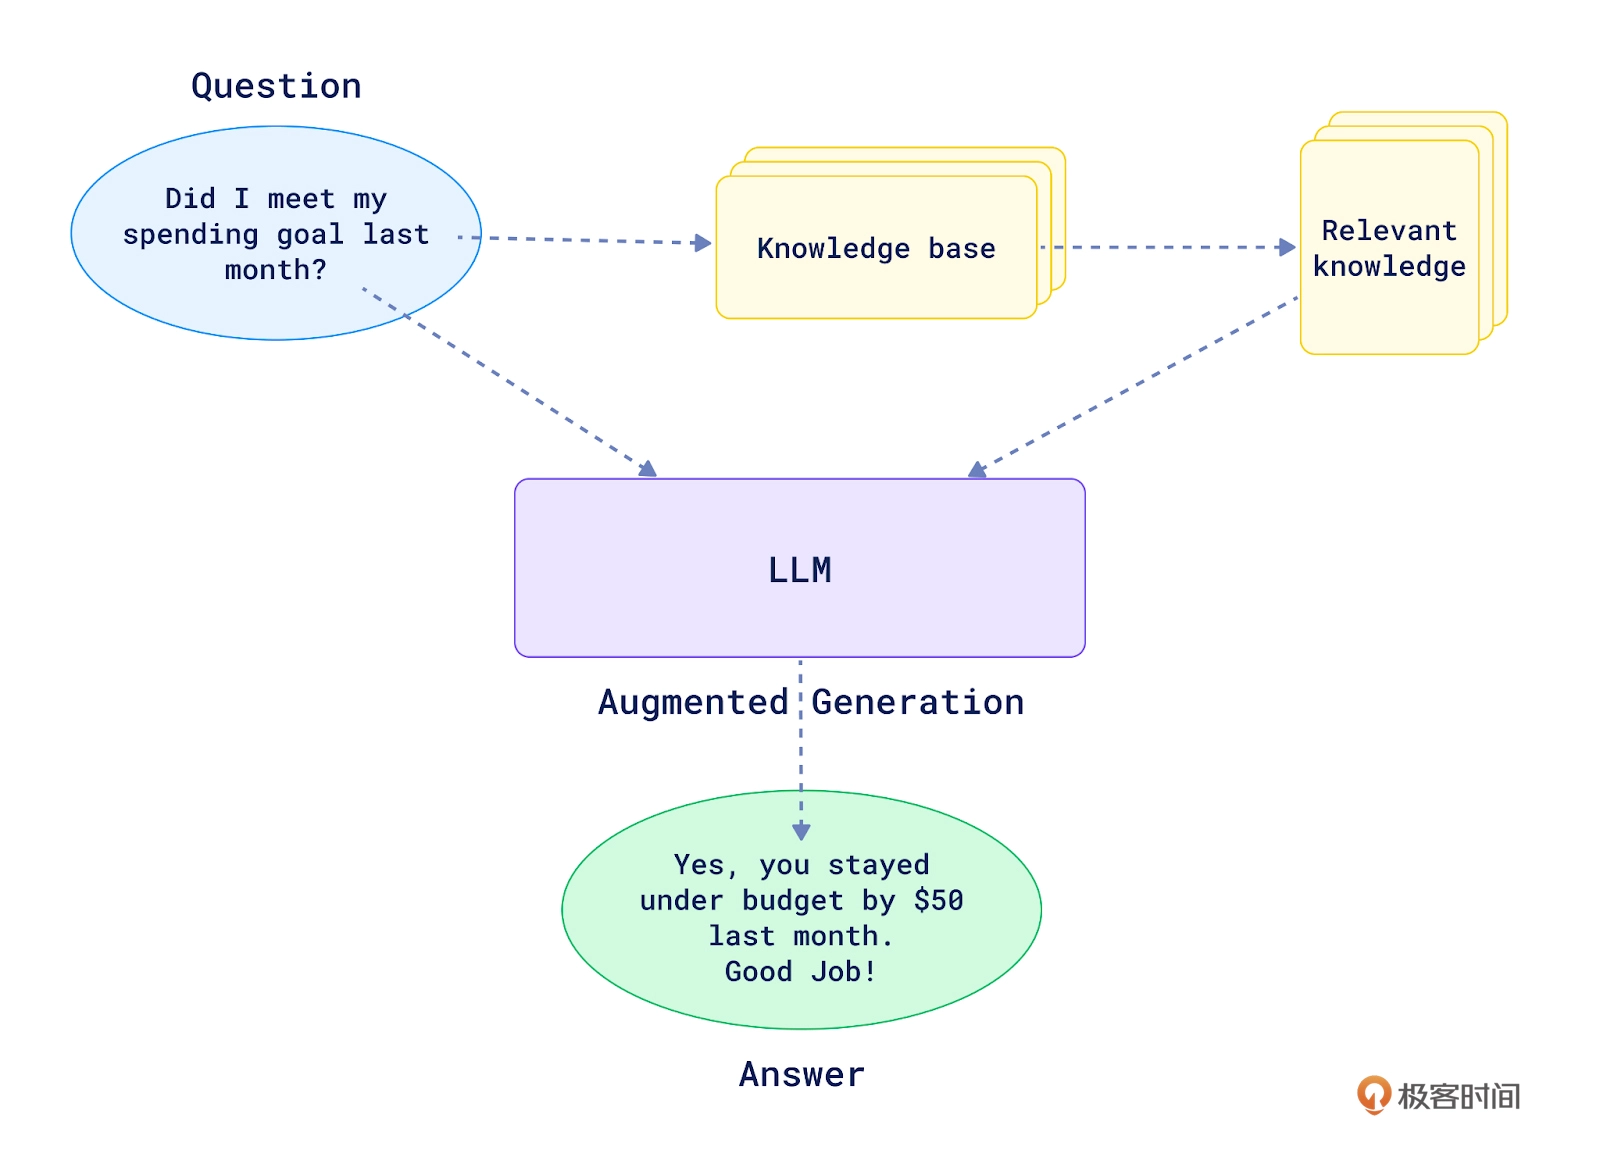 Question
Did I meet my
spending goal last
month?
Knowledge base
Relevant
knowledge
LLM
Augmented Generation
Yes, you stayed
under budget by $50
last month.
Good Job!
Answer
极客时间